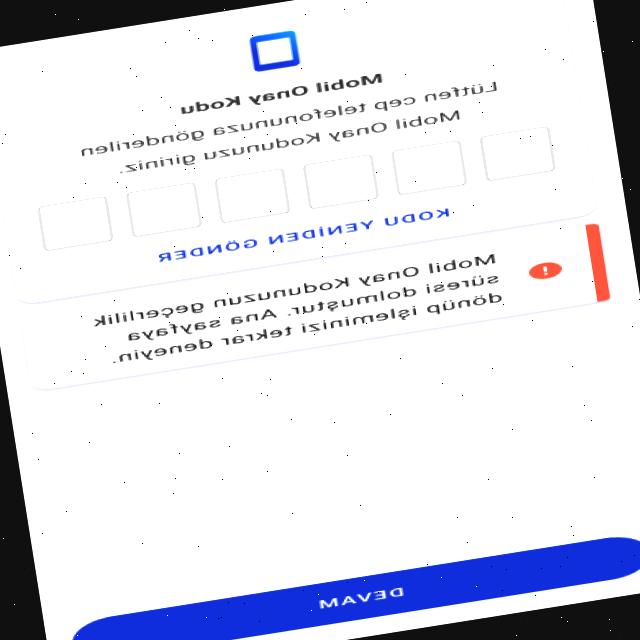 Mobil Onay Kodu
Lütfen cep telefonunuza gönderilen
Mobil Onay Kodunuzu giriniz.
KODU YENİDEN GÖNDER
Mobil Onay Kodunuzun geçerlilik
süresi dolmuştur. Ana sayfaya
dönüp işleminizi tekrar deneyin.
DEVAM